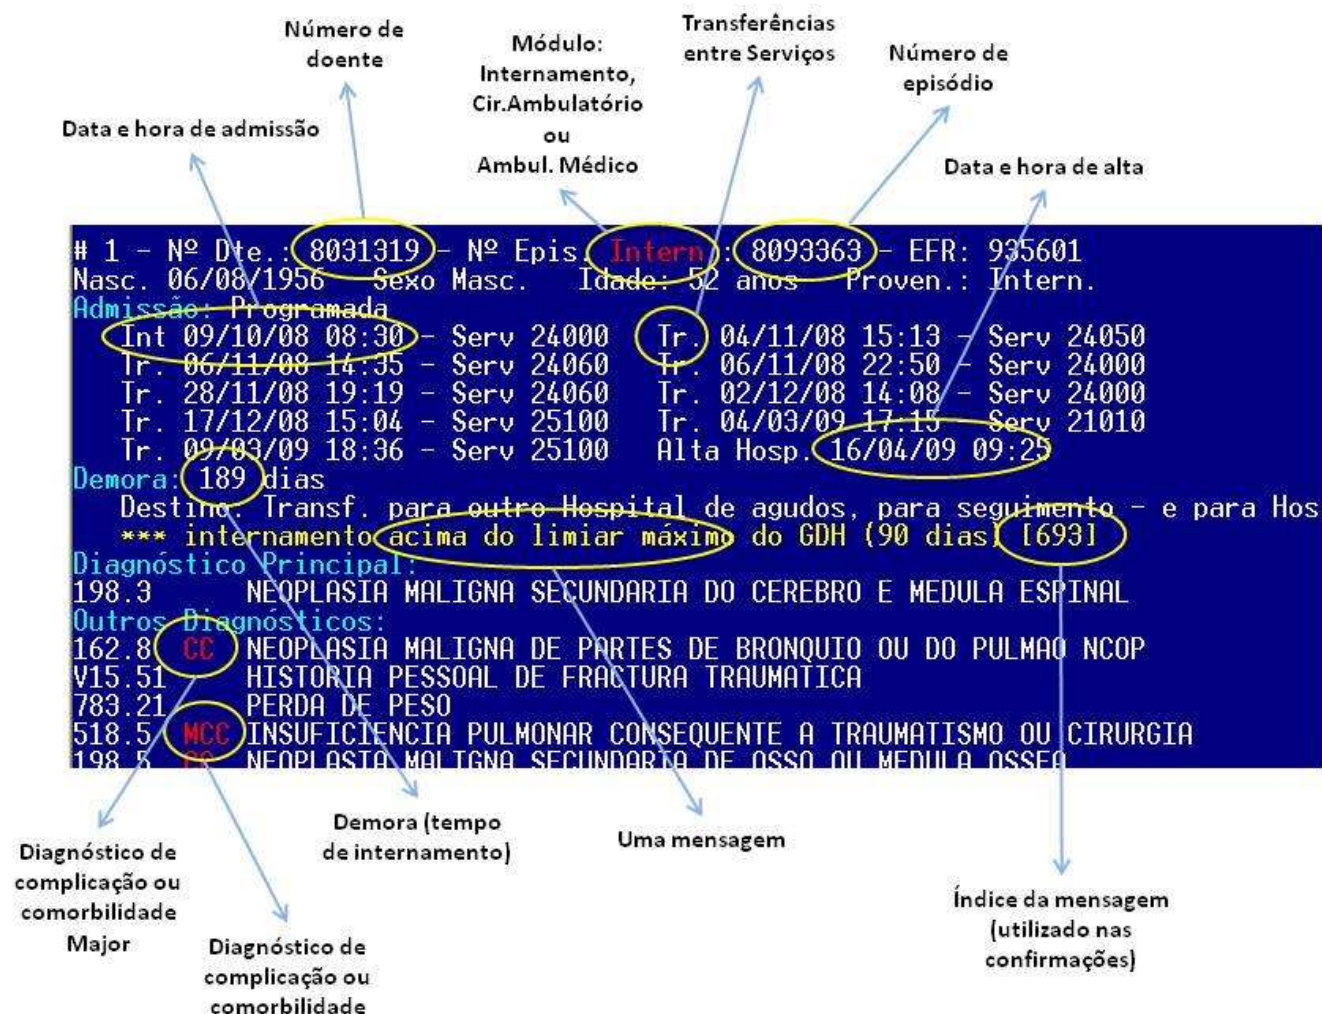 Número de
doente
Módulo:
Internamento,
Cir.Ambulatório
ou
Ambul. Médico
Transferências
entre Serviços
Número de
episódio
Data e hora de admissão
Data e hora de alta
# 1 - Nº Dte.: 8031319 - Nº Epis. Intern : 8093363 - EFR: 935601
Nasc. 06/08/1956 Sexo Masc. Idade: 52 anos Proven.: Intern.
Admissão: Programada
Int 09/10/08 08:30 - Serv 24000 Tr. 04/11/08 15:13 - Serv 24050
Tr. 06/11/08 14:35 - Serv 24060 Tr. 06/11/08 22:50 - Serv 24000
Tr. 28/11/08 19:19 - Serv 24060 Tr. 02/12/08 14:08 - Serv 24000
Tr. 17/12/08 15:04 - Serv 25100 Tr. 04/03/09 17:15 - Serv 21010
Tr. 09/03/09 18:36 - Serv 25100 Alta Hosp. 16/04/09 09:25
Demora: 189 dias
Destino: Transf. para outro Hospital de agudos, para seguimento - e para Hos
*** internamento acima do limiar máximo do GDH (90 dias) [693]
Diagnóstico Principal:
198.3 NEOPLASIA MALIGNA SECUNDARIA DO CEREBRO E MEDULA ESPINAL
Outros Diagnósticos:
162.8 CC NEOPLASIA MALIGNA DE PARTES DE BRONQUIO OU DO PULMAO NCOP
V15.51 HISTORIA PESSOAL DE FRACTURA TRAUMATICA
783.21 PERDA DE PESO
518.5 MCC INSUFICIENCIA PULMONAR CONSEQUENTE A TRAUMATISMO OU CIRURGIA
198.5 CC NEOPLASIA MALIGNA SECUNDARIA DE OSSO OU MEDULA OSSEA
Diagnóstico de
complicação ou
comorbilidade
Major
Diagnóstico de
complicação ou
comorbilidade
Demora (tempo
de internamento)
Uma mensagem
Índice da mensagem
(utilizado nas
confirmações)